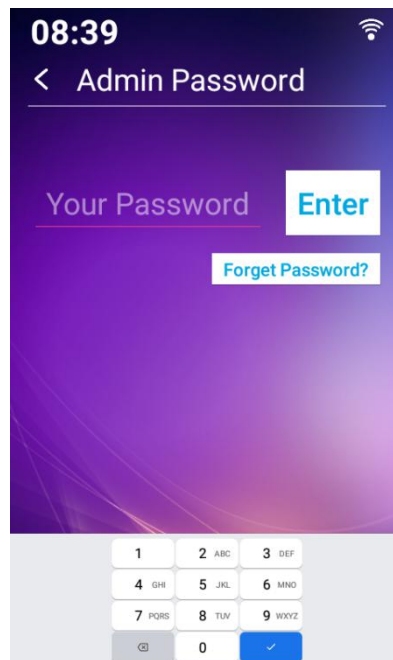 08:39
Admin Password
Your Password Enter
Forget Password?
1 2 ABC 3 DEF
4 GHI 5 JKL 6 MNO
7 PQRS 8 TUV 9 WXYZ
0